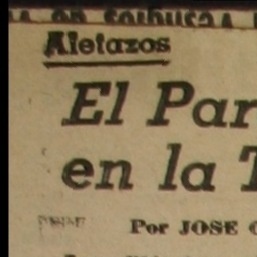 Aletazos
El Par
en la T
Por JOSE